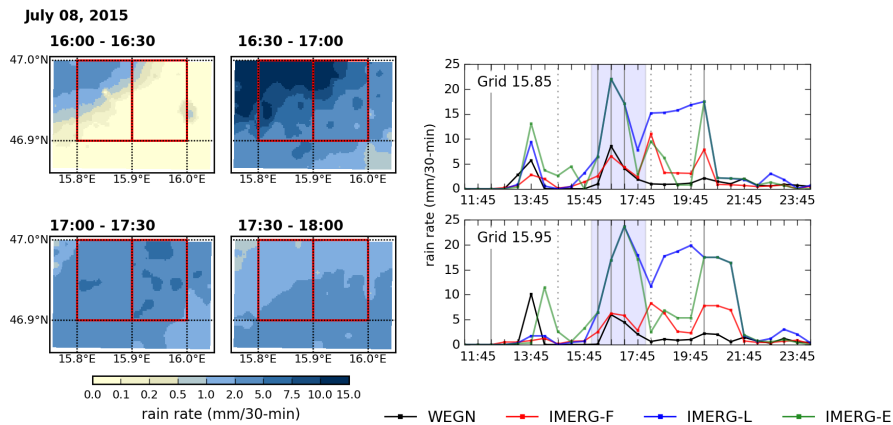 July 08, 2015
16:00 - 16:30
16:30 - 17:00
47.0°N
46.9°N
15.8°E 15.9°E 16.0°E
15.8°E 15.9°E 16.0°E
17:00 - 17:30
17:30 - 18:00
47.0°N
46.9°N
15.8°E 15.9°E 16.0°E
15.8°E 15.9°E 16.0°E
0.0 0.1 0.2 0.5 1.0 2.0 5.0 7.5 10.0 15.0
rain rate (mm/30-min)
rain rate (mm/30-min)
25
20
15
10
5
0
Grid 15.85
11:45 13:45 15:45 17:45 19:45 21:45 23:45
25
20
15
10
5
0
Grid 15.95
11:45 13:45 15:45 17:45 19:45 21:45 23:45
WEGN IMERG-F IMERG-L IMERG-E